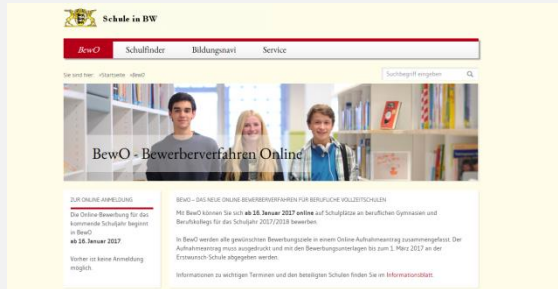 Schule in BW
BewO Schulfinder Bildungsnavi Service
Sie sind hier: »Startseite »BewO
Suchbegriff eingeben
BewO - Bewerberverfahren Online
ZUR ONLINE ANMELDUNG
Die Online Bewerbung für das
kommende Schuljahr beginnt
in BewO
ab 16. Januar 2017.
Vorher ist keine Anmeldung
möglich.
BEWO – DAS NEUE ONLINE-BEWERBERVERFAHREN FÜR BERUFLICHE VOLLZEITSCHULEN
Mit BewO können Sie sich ab 16. Januar 2017 online auf Schulplätze an beruflichen Gymnasien und
Berufskollegs für das Schuljahr 2017/2018 bewerben.
In BewO werden alle gewünschten Bewerbungsziele in einem Online Aufnahmeantrag zusammengefasst. Der
Aufnahmeantrag muss ausgedruckt und mit den Bewerbungsunterlagen bis zum 1. März 2017 an der
Erstwunsch-Schule abgegeben werden.
Informationen zu wichtigen Terminen und den beteiligten Schulen finden Sie im Informationsblatt.